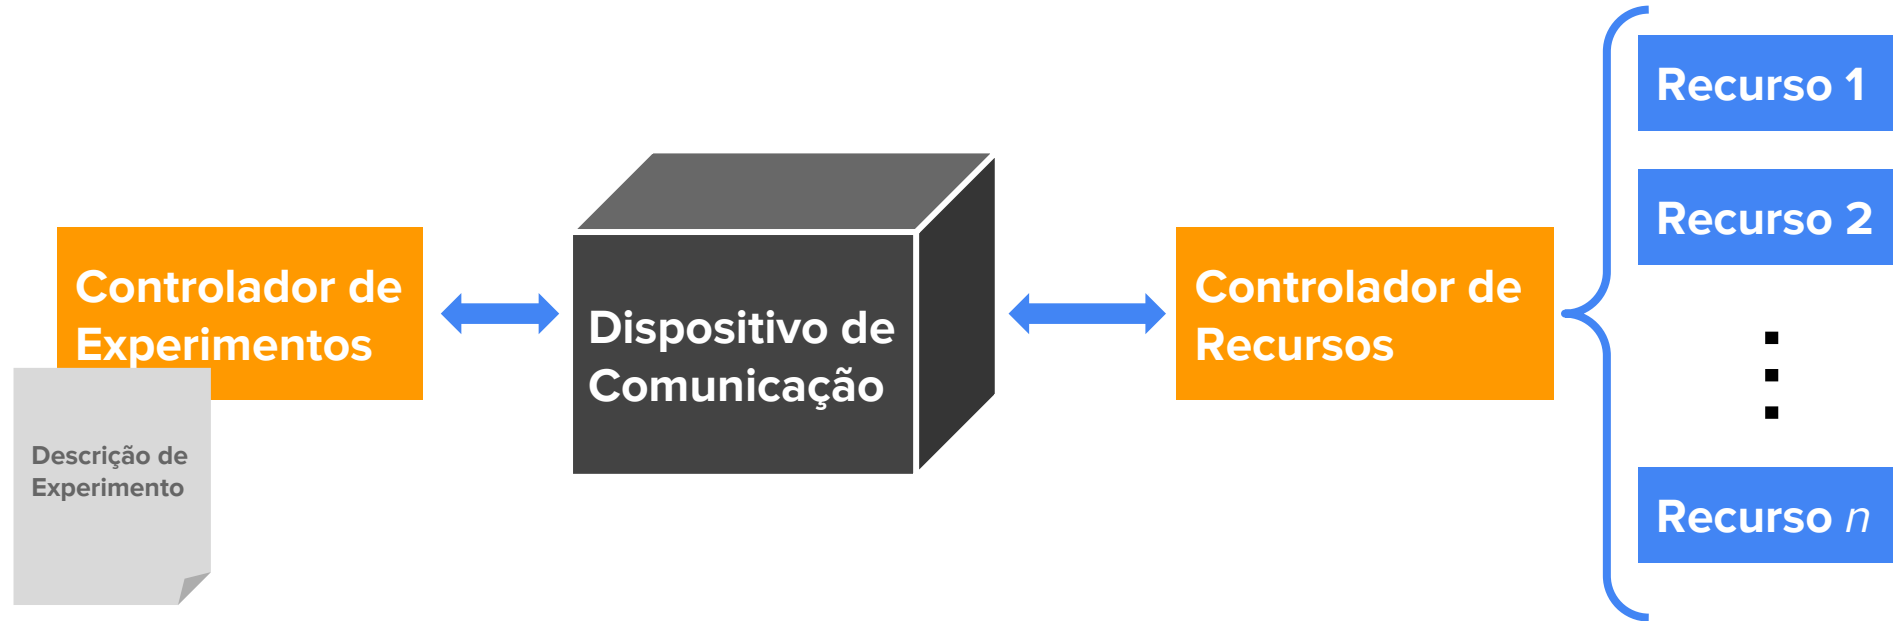 Controlador de
Experimentos
Descrição de
Experimento
Dispositivo de
Comunicação
Controlador de
Recursos
Recurso 1
Recurso 2
Recurso n